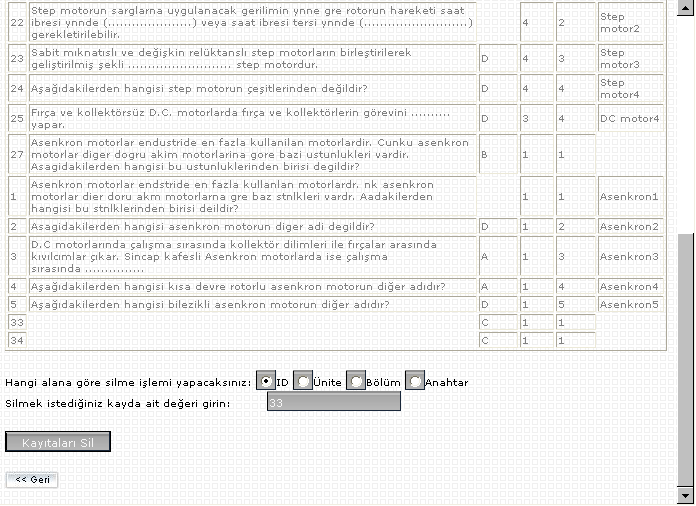 22 Step motorun sarglarna uygulanacak gerilimin ynne gre rotorun hareketi saat 4 2 Step
ibresi ynnde (....................) veya saat ibresi tersi ynnde (.........................) motor2
gerekletirilebilir.
23 Sabit mıknatıslı ve değişkin relüktanslı step motorların birleştirilerek D 4 3 Step
geliştirilmiş şekli ......................... step motordur. motor3
24 Aşağıdakilerden hangisi step motorun çeşitlerinden değildir? D 4 4 Step
motor4
25 Fırça ve kollektörsüz D.C. motorlarda fırça ve kollektörlerin görevini .......... D 3 4 DC motor4
yapar.
27 Asenkron motorlar endustride en fazla kullanilan motorlardir. Cunku asenkron B 1 1
motorlar diger dogru akim motorlarina gore bazi ustunlukleri vardir.
Asagidakilerden hangisi bu ustunluklerinden birisi degildir?
1 Asenkron motorlar endstride en fazla kullanlan motorlardr. nk asenkron 1 1 Asenkron1
motorlar dier doru akm motorlarna gre baz stnlkleri vardr. Aadakilerden
hangisi bu stnlklerinden birisi deildir?
2 Asagidakilerden hangisi asenkron motorun diger adi degildir? D 1 2 Asenkron2
3 D.C motorlarında çalışma sırasında kollektör dilimleri ile fırçalar arasında A 1 3 Asenkron3
kıvılcımlar çıkar. Sincap kafesli Asenkron motorlarda ise çalışma
sırasında ...............
4 Aşağıdakilerden hangisi kısa devre rotorlu asenkron motorun diğer adıdır? A 1 4 Asenkron4
5 Aşağıdakilerden hangisi bilezikli asenkron motorun diğer adıdır? D 1 5 Asenkron5
33 C 1 1
34 C 1 1
Hangi alana göre silme işlemi yapacaksınız: ID Ünite Bölüm Anahtar
Silmek istediğiniz kayda ait değeri girin: 33
Kayıtaları Sil
<< Geri